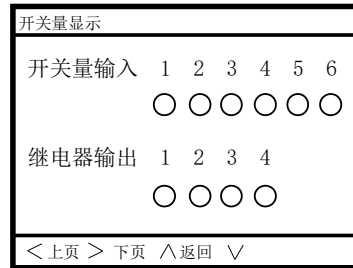 开关量显示
开关量输入 1 2 3 4 5 6
继电器输出 1 2 3 4
＜上页 ＞ 下页 ∧返回 ∨